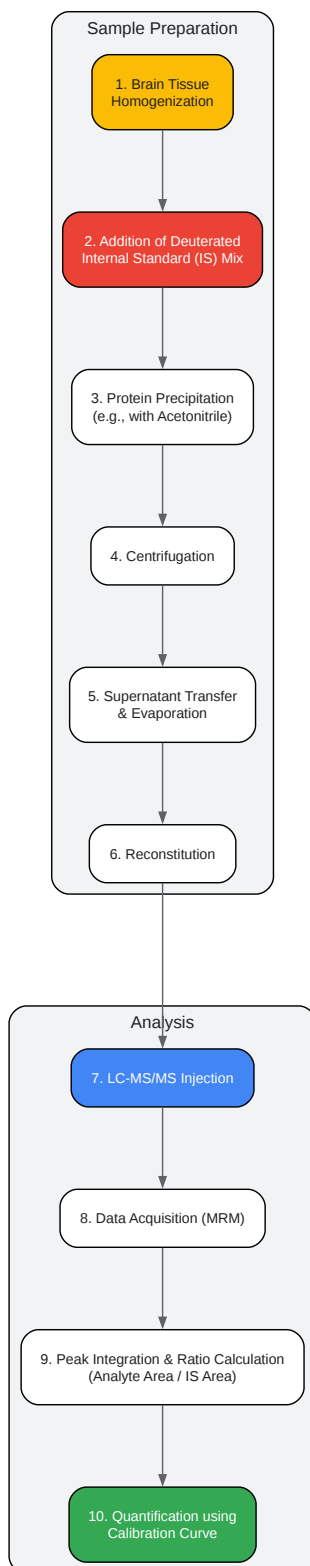 Sample Preparation
1. Brain Tissue
Homogenization
2. Addition of Deuterated
Internal Standard (IS) Mix
3. Protein Precipitation
(e.g., with Acetonitrile)
4. Centrifugation
5. Supernatant Transfer
& Evaporation
6. Reconstitution
Analysis
7. LC-MS/MS Injection
8. Data Acquisition (MRM)
9. Peak Integration & Ratio Calculation
(Analyte Area / IS Area)
10. Quantification using
Calibration Curve